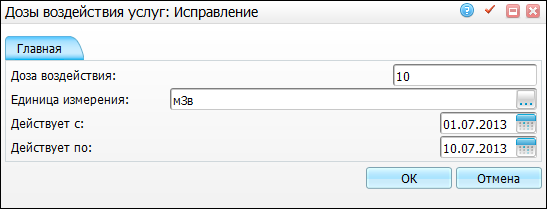 Дозы воздействия услуг: Исправление
Главная
Доза воздействия: 10
Единица измерения: мЗв ...
Действует с: 01.07.2013
Действует по: 10.07.2013
ОК Отмена